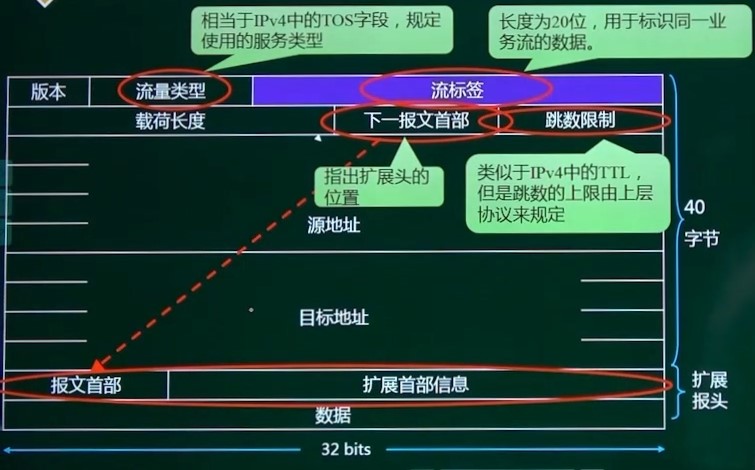 相当于IPv4中的TOS字段，规定
使用的服务类型
长度为20位，用于标识同一业
务流的数据。
版本
流量类型
流标签
载荷长度
下一报文首部
跳数限制
指出扩展头的
位置
类似于IPv4中的TTL，
但是跳数的上限由上层
协议来规定
源地址
40
字节
目标地址
报文首部
扩展首部信息
扩展
报头
数据
32 bits